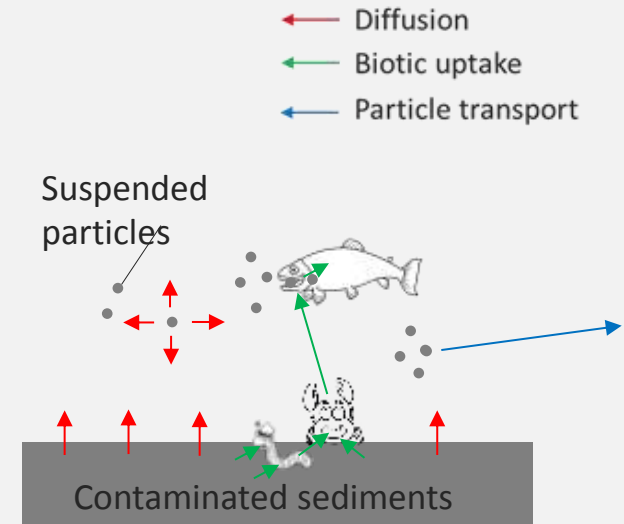 Diffusion
Biotic uptake
Particle transport
Suspended
particles
Contaminated sediments